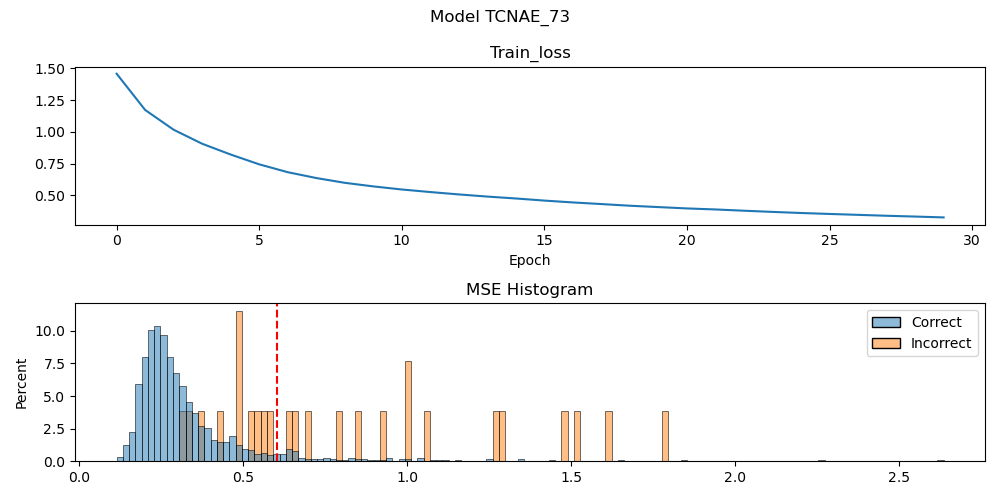 Model TCNAE_73
Train_loss
1.50
1.25
1.00
0.75
0.50
0 5 10 15 20 25 30
Epoch
MSE Histogram
Percent
10.0
7.5
5.0
2.5
0.0
Correct
Incorrect
0.0 0.5 1.0 1.5 2.0 2.5